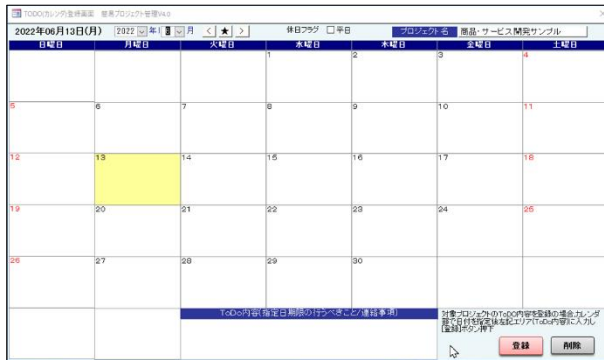 TODO(カレンダ)登録画面 簡易プロジェクト管理V4.0
2022年06月13日(月) 2022 年 月 < ★ > 休日フラグ 平日 プロジェクト名 商品・サービス開発サンプル
日曜日 月曜日 火曜日 水曜日 木曜日 金曜日 土曜日
1 2 3 4
5 6 7 8 9 10 11
12 13 14 15 16 17 18
19 20 21 22 23 24 25
26 27 28 29 30
ToDo内容(指定日期限の行うべきこと/連絡事項)
対象プロジェクトのToDo内容を登録の場合、カレンダ
部で日付を指定後左記エリア(ToDo内容)に入力し
[登録]ボタン押下
登録 削除